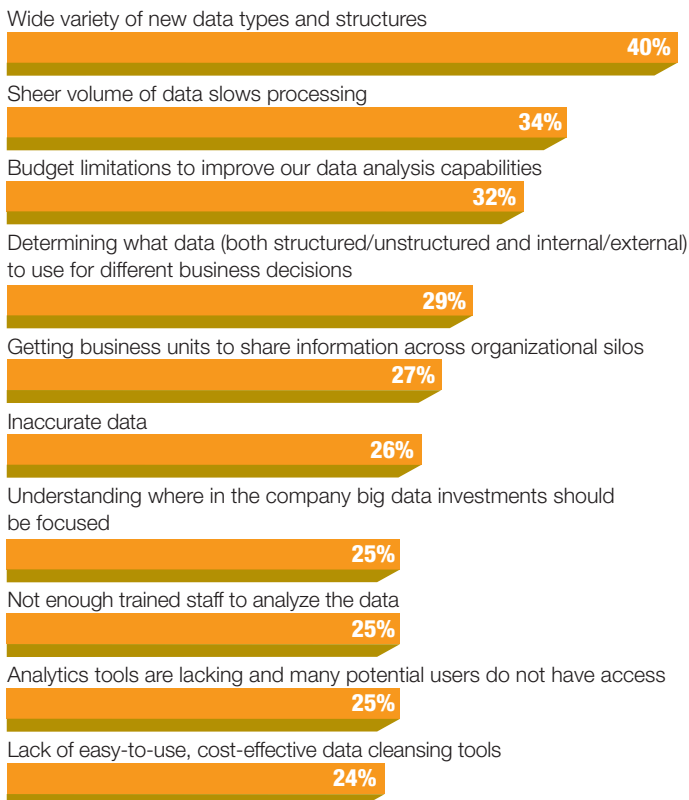 Wide variety of new data types and structures
40%
Sheer volume of data slows processing
34%
Budget limitations to improve our data analysis capabilities
32%
Determining what data (both structured/unstructured and internal/external)
to use for different business decisions
29%
Getting business units to share information across organizational silos
27%
Inaccurate data
26%
Understanding where in the company big data investments should
be focused
25%
Not enough trained staff to analyze the data
25%
Analytics tools are lacking and many potential users do not have access
25%
Lack of easy-to-use, cost-effective data cleansing tools
24%